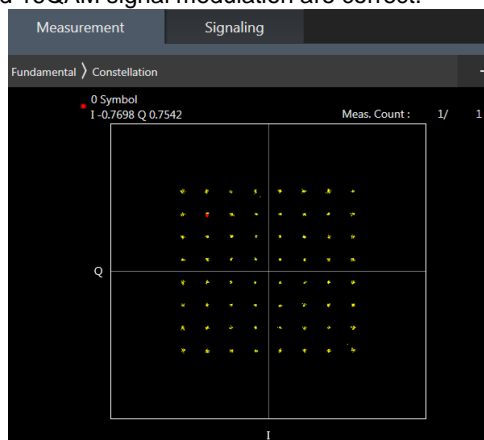 d 16QAM signal modulation are correct.
Measurement Signaling
Fundamental 〉 Constellation
0 Symbol
I -0.7698 Q 0.7542 Meas. Count : 1/ 1
Q
I